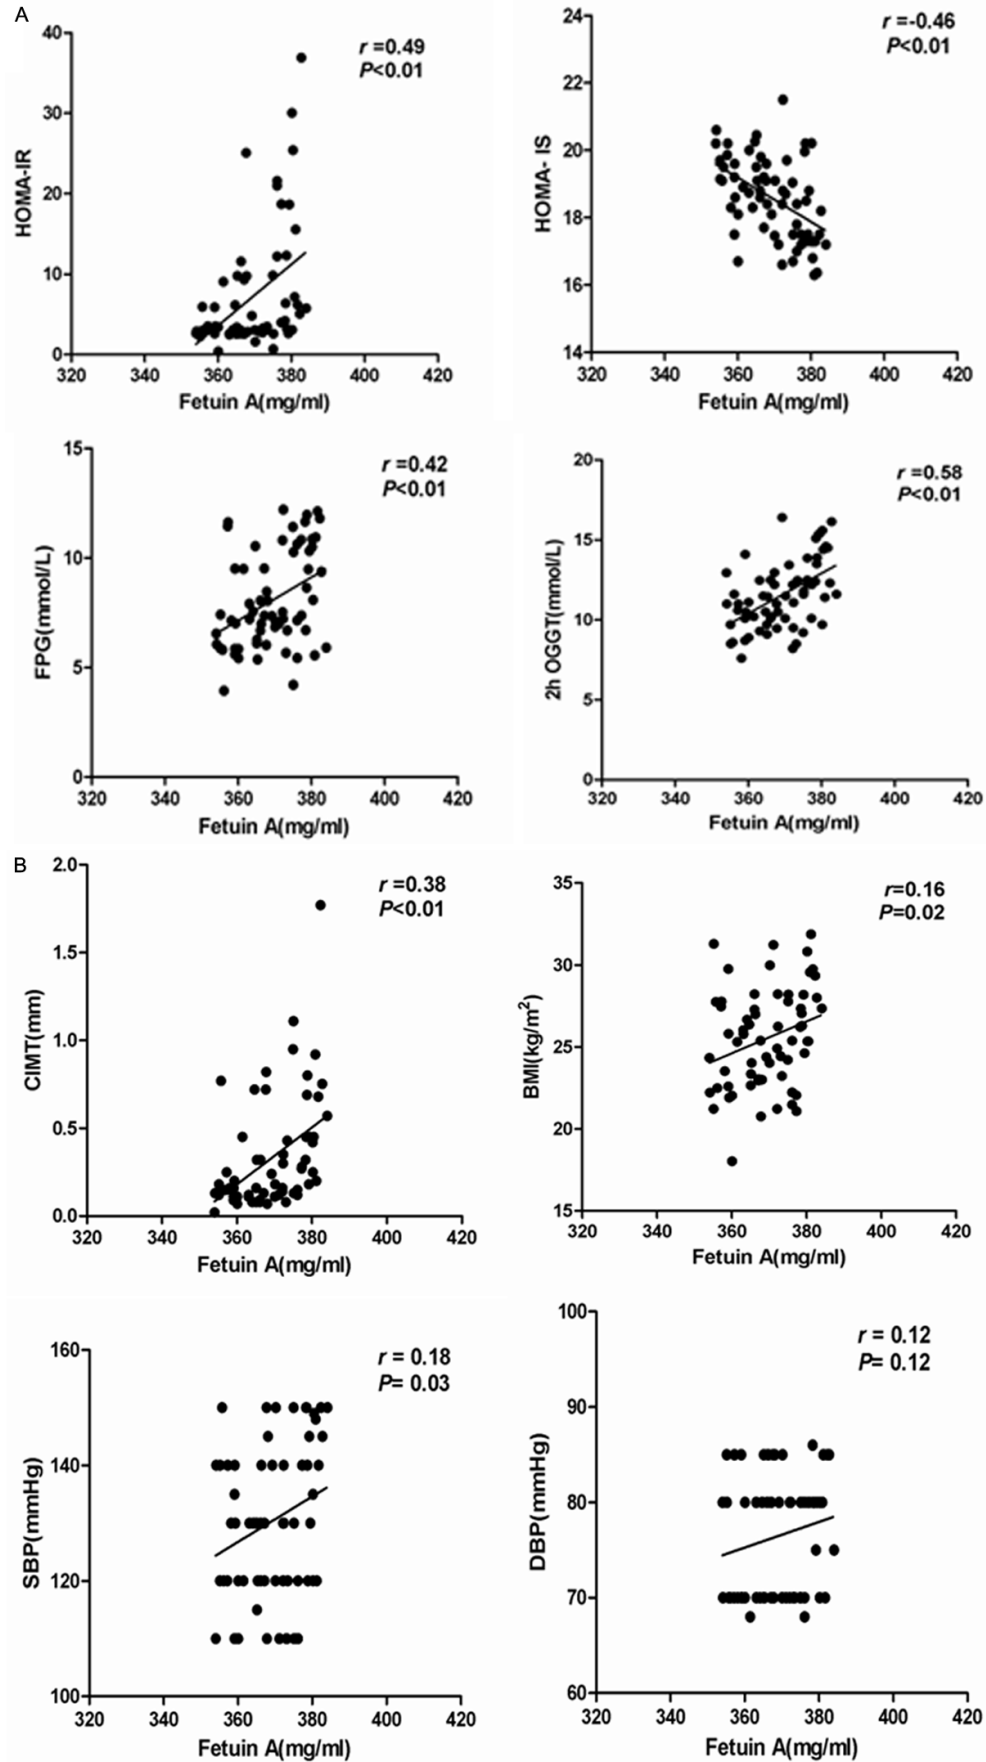 A
r =0.49
P<0.01
HOMA-IR
40
30
20
10
0
320 340 360 380 400 420
Fetuin A(mg/ml)
r =-0.46
P<0.01
HOMA- IS
24
22
20
18
16
14
320 340 360 380 400 420
Fetuin A(mg/ml)
r =0.42
P<0.01
FPG(mmol/L)
15
10
5
0
320 340 360 380 400 420
Fetuin A(mg/ml)
r =0.58
P<0.01
2h OGGT(mmol/L)
20
15
10
5
0
320 340 360 380 400 420
Fetuin A(mg/ml)
B
r =0.38
P<0.01
CIMT(mm)
2.0
1.5
1.0
0.5
0.0
320 340 360 380 400 420
Fetuin A(mg/ml)
r=0.16
P=0.02
BMI(kg/m²)
35
30
25
20
15
320 340 360 380 400 420
Fetuin A(mg/ml)
r = 0.18
P= 0.03
SBP(mmHg)
160
140
120
100
320 340 360 380 400 420
Fetuin A(mg/ml)
r = 0.12
P= 0.12
DBP(mmHg)
100
90
80
70
60
320 340 360 380 400 420
Fetuin A(mg/ml)